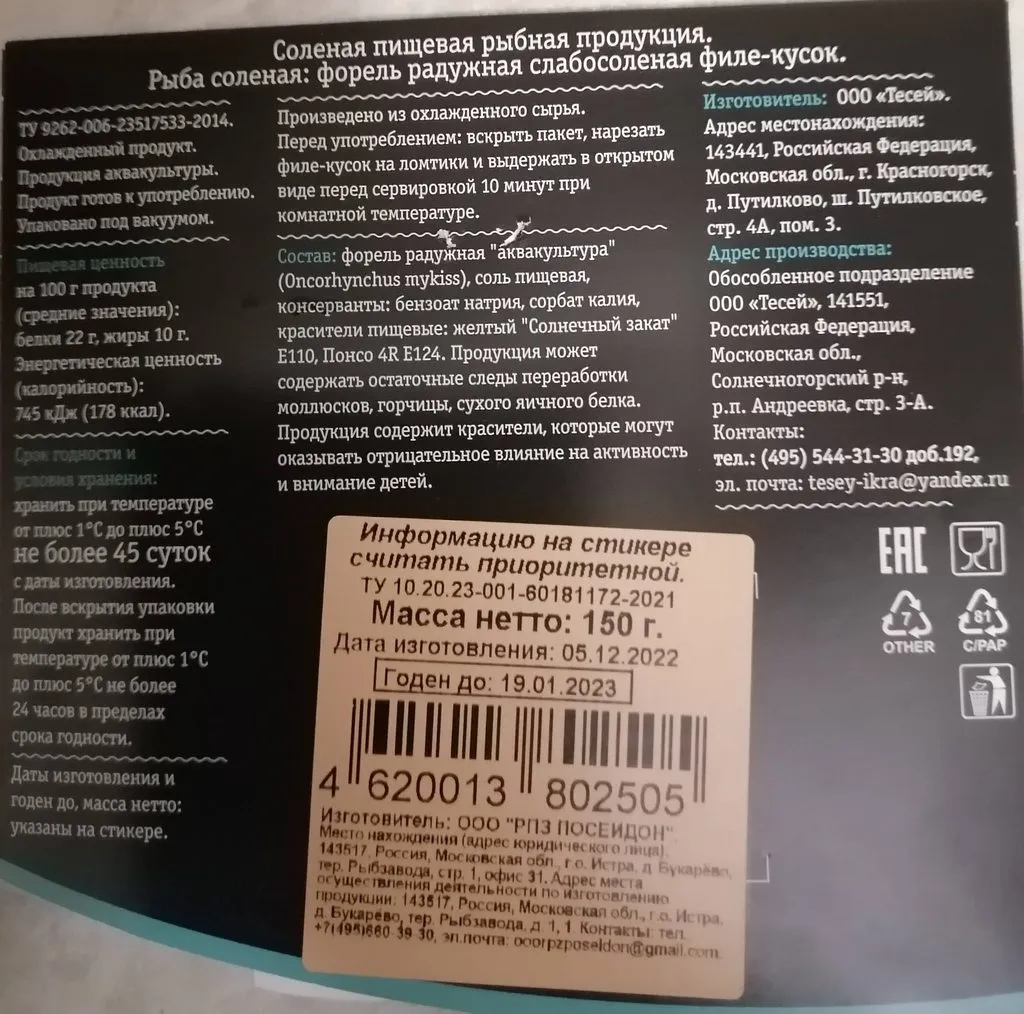 Соленая пищевая рыбная продукция.
Рыба соленая: форель радужная слабосоленая филе-кусок.
ТУ 9262-006-23517533-2014.
Охлажденный продукт.
Продукция аквакультуры.
Продукт готов к употреблению.
Упаковано под вакуумом.
Пищевая ценность
на 100 г продукта
(средние значения):
белки 22 г, жиры 10 г.
Энергетическая ценность
(калорийность):
745 кДж (178 ккал).
Срок годности и
условия хранения:
хранить при температуре
от плюс 1°С до плюс 5°С
не более 45 суток
с даты изготовления.
После вскрытия упаковки
продукт хранить при
температуре от плюс 1°С
до плюс 5°С не более
24 часов в пределах
срока годности.
Даты изготовления и
годен до, масса нетто:
указаны на стикере.
Произведено из охлажденного сырья.
Перед употреблением: вскрыть пакет, нарезать
филе-кусок на ломтики и выдержать в открытом
виде перед сервировкой 10 минут при
комнатной температуре.
Состав: форель радужная "аквакультура"
(Oncorhynchus mykiss), соль пищевая,
консерванты: бензоат натрия, сорбат калия,
красители пищевые: желтый "Солнечный закат"
Е110, Понсо 4R Е124. Продукция может
содержать остаточные следы переработки
моллюсков, горчицы, сухого яичного белка.
Продукция содержит красители, которые могут
оказывать отрицательное влияние на активность
и внимание детей.
Изготовитель: ООО «Тесей».
Адрес местонахождения:
143441, Российская Федерация,
Московская обл., г. Красногорск,
д. Путилково, ш. Путилковское,
стр. 4А, пом. 3.
Адрес производства:
Обособленное подразделение
ООО «Тесей», 141551,
Российская Федерация,
Московская обл.,
Солнечногорский р-н,
р.п. Андреевка, стр. 3-А.
Контакты:
тел.: (495) 544-31-30 доб.192,
эл. почта: tesey-ikra@yandex.ru
ЕАС
7
OTHER
81
C/PAP
Информацию на стикере
считать приоритетной.
ТУ 10.20.23-001-60181172-2021
Масса нетто: 150 г.
Дата изготовления: 05.12.2022
Годен до: 19.01.2023
4 620013 802505
Изготовитель: ООО "РПЗ ПОСЕЙДОН".
Место нахождения (адрес юридического лица):
143517, Россия, Московская обл., г.о. Истра, д. Букарёво,
тер. Рыбзавода, стр. 1, офис 31. Адрес места
осуществления деятельности по изготовлению
продукции: 143517, Россия, Московская обл., г.о. Истра,
д. Букарёво, тер. Рыбзавода, д. 1, 1. Контакты: тел.
+7(495)660-39-30, эл.почта: ooorpzposeidon@gmail.com.